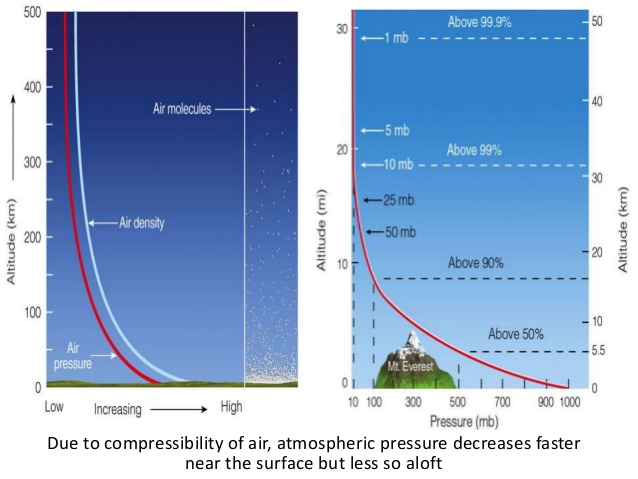 500
400
300
200
100
0
Altitude (km)
Air molecules
Air density
Air
pressure
Low Increasing High
30
20
10
0
Altitude (mi)
Above 99.9%
1 mb
5 mb
Above 99%
10 mb
25 mb
50 mb
Above 90%
Above 50%
Mt. Everest
50
40
30
20
10
5.5
0
Altitude (km)
10 100 300 500 700 900 1000
Pressure (mb)
Due to compressibility of air, atmospheric pressure decreases faster
near the surface but less so aloft